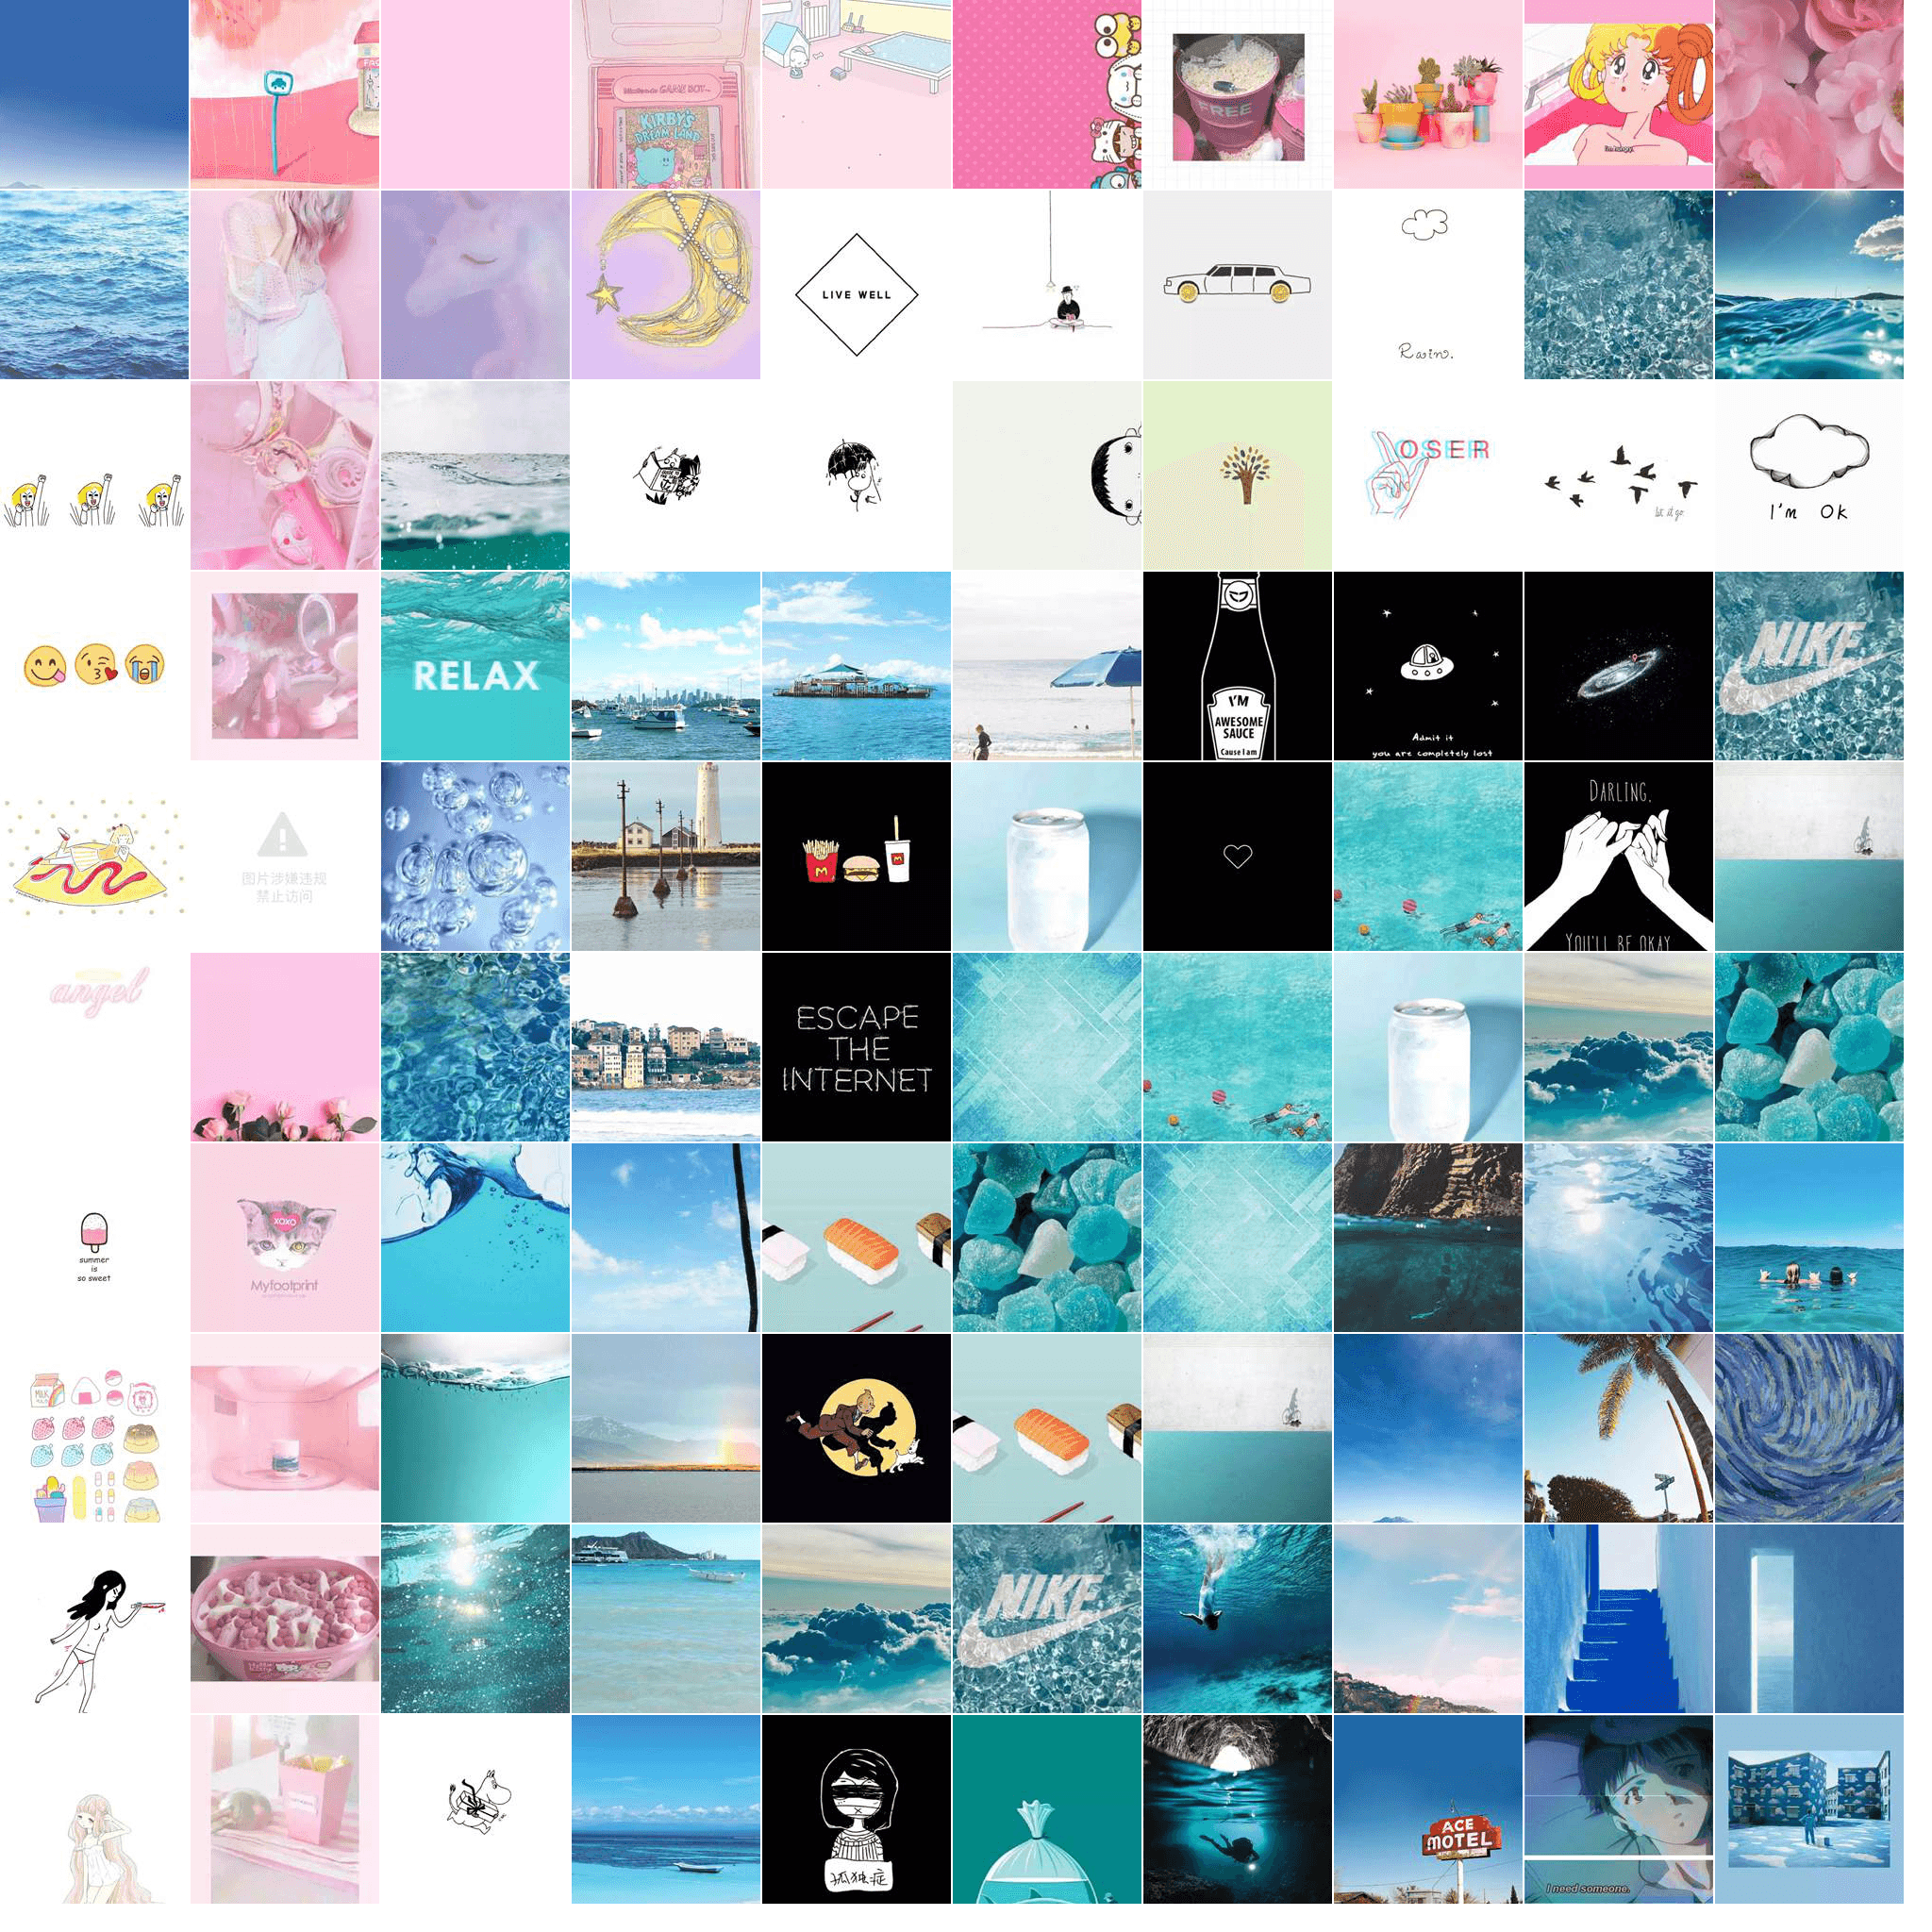 Nintendo GAME BOY
KIRBY'S
DREAM LAND
FREE
I'm hungry.
LIVE WELL
Rain.
LOSER
let it go
I'm OK
RELAX
I'M
AWESOME
SAUCE
Cause I am
Admit it
you are completely lost
NIKE
图片涉嫌违规
禁止访问
M
M
DARLING,
YOU'LL BE OKAY
angel
ESCAPE
THE
INTERNET
summer
is
so sweet
XOXO
Myfootprint
MILK
NIKE
孤独症
ACE
MOTEL
I need someone.